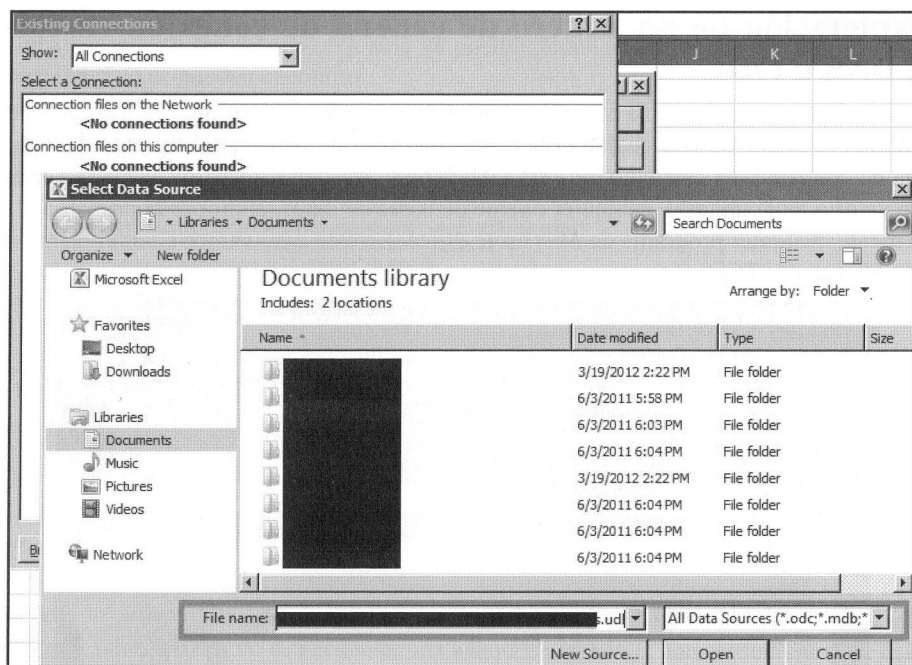 Existing Connections
Show: All Connections
Select a Connection:
Connection files on the Network
<No connections found>
Connection files on this computer
<No connections found>
J K L
Select Data Source
Libraries Documents
Search Documents
Organize New folder
Microsoft Excel
Favorites
Desktop
Downloads
Libraries
Documents
Music
Pictures
Videos
Network
Documents library
Includes: 2 locations
Arrange by: Folder
Name Date modified Type Size
3/19/2012 2:22 PM File folder
6/3/2011 5:58 PM File folder
6/3/2011 6:03 PM File folder
6/3/2011 6:04 PM File folder
3/19/2012 2:22 PM File folder
6/3/2011 6:04 PM File folder
6/3/2011 6:04 PM File folder
6/3/2011 6:04 PM File folder
File name: s.udl All Data Sources (*.odc;*.mdb;*
New Source... Open Cancel